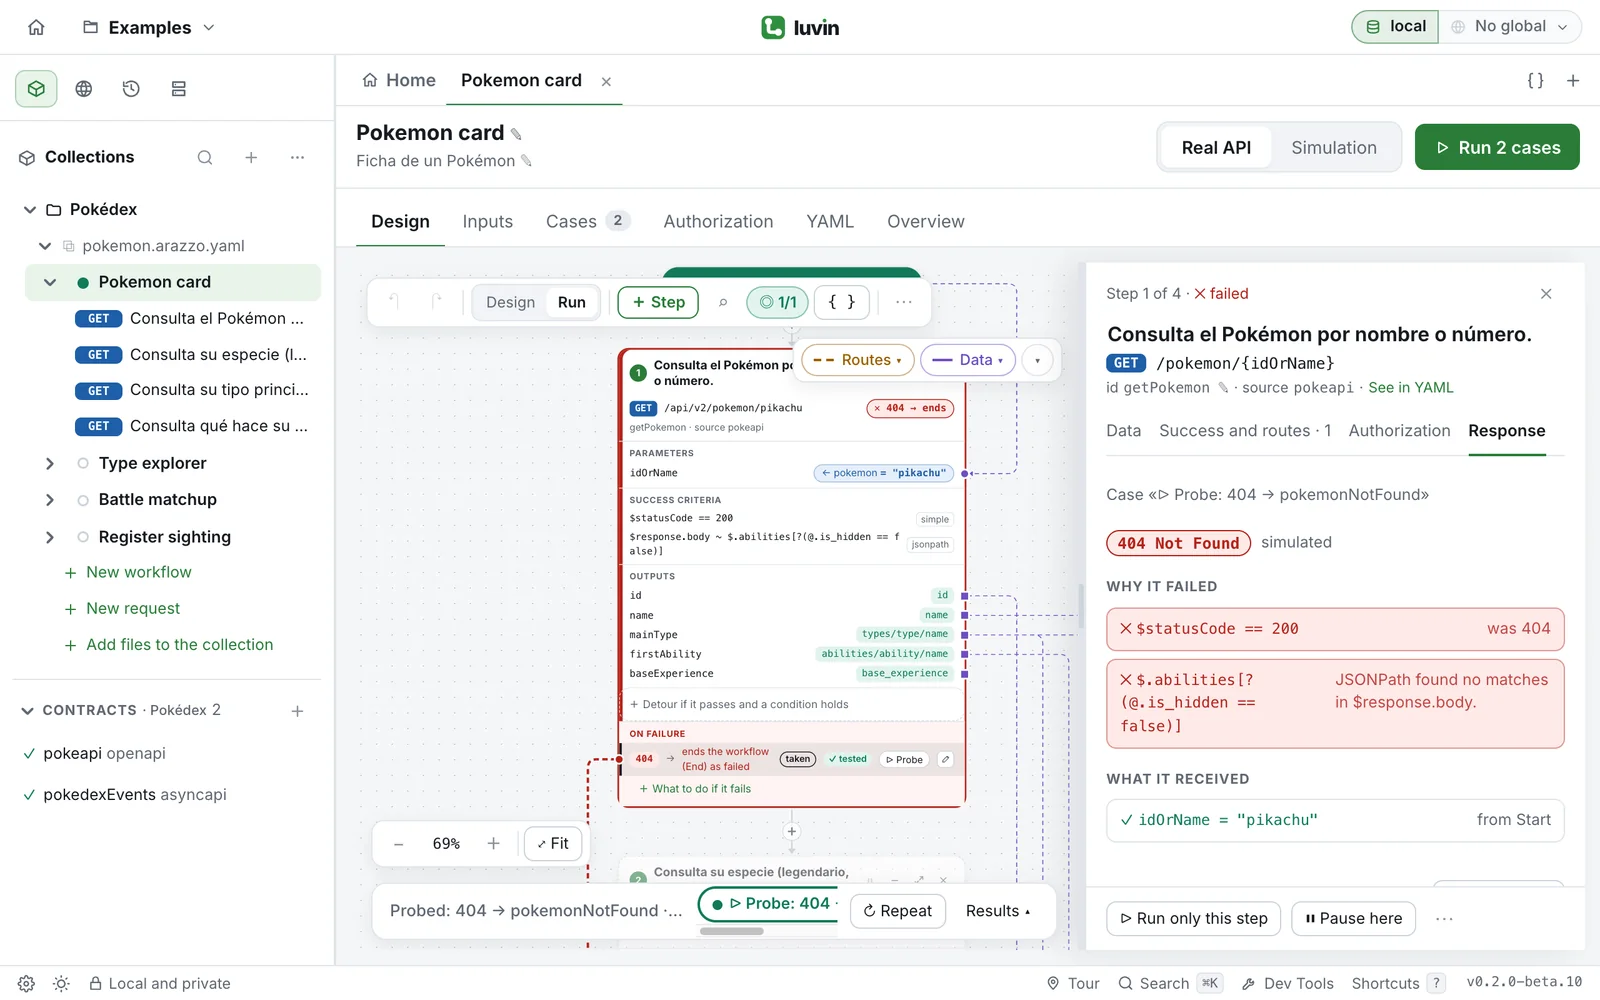 Examples
luvin
local
No global
Home
Pokemon card
Pokemon card
Ficha de un Pokémon
Real API
Simulation
Run 2 cases
Collections
Pokédex
pokemon.arazzo.yaml
Pokemon card
GET Consulta el Pokémon ...
GET Consulta su especie (l...
GET Consulta su tipo princi...
GET Consulta qué hace su ...
Type explorer
Battle matchup
Register sighting
+ New workflow
+ New request
+ Add files to the collection
CONTRACTS · Pokédex 2
✓ pokeapi openapi
✓ pokedexEvents asyncapi
Design
Inputs
Cases 2
Authorization
YAML
Overview
Design
Run
+ Step
1/1
{ }
...
Routes
Data
1
Consulta el Pokémon po
o número.
GET /api/v2/pokemon/pikachu
× 404 → ends
getPokemon · source pokeapi
PARAMETERS
idOrName
← pokemon = "pikachu"
SUCCESS CRITERIA
$statusCode == 200
simple
$response.body ~ $.abilities[?(@.is_hidden == f
alse)]
jsonpath
OUTPUTS
id
id
name
name
mainType
types/type/name
firstAbility
abilities/ability/name
baseExperience
base_experience
+ Detour if it passes and a condition holds
ON FAILURE
404 → ends the workflow
(End) as failed
taken
✓ tested
Probe
+ What to do if it fails
2
Consulta su especie (legendario,
− 69% +
Fit
Probed: 404 → pokemonNotFound ·...
Probe: 404 ·
Repeat
Results
Step 1 of 4 · × failed
Consulta el Pokémon por nombre o número.
GET /pokemon/{idOrName}
id getPokemon · source pokeapi · See in YAML
Data
Success and routes · 1
Authorization
Response
Case «▷ Probe: 404 → pokemonNotFound»
404 Not Found simulated
WHY IT FAILED
× $statusCode == 200
was 404
× $.abilities[?
(@.is_hidden ==
false)]
JSONPath found no matches
in $response.body.
WHAT IT RECEIVED
✓ idOrName = "pikachu"
from Start
Run only this step
Pause here
...
Local and private
Tour
Search ⌘K
Dev Tools
Shortcuts ?
v0.2.0-beta.10